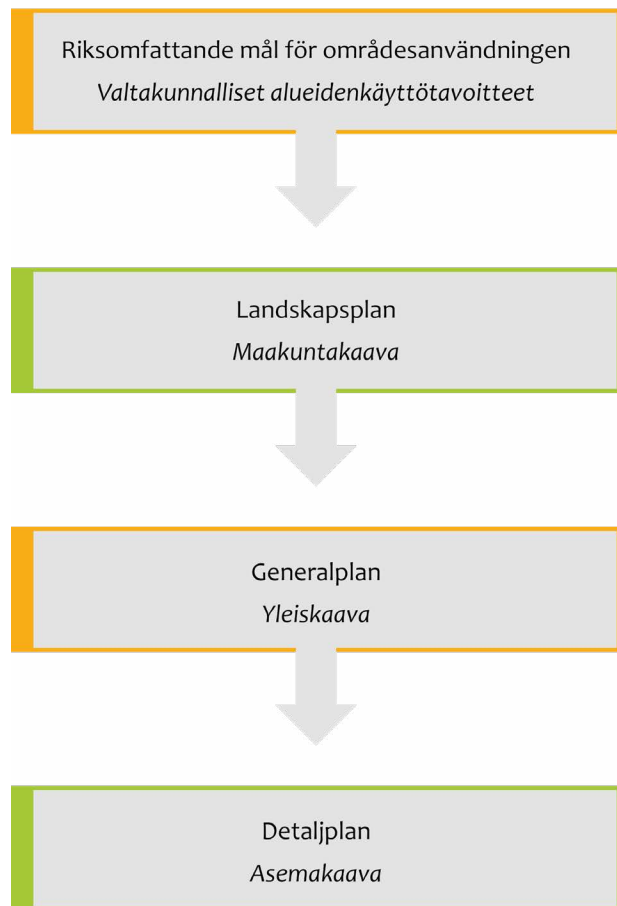 Riksomfattande mål för områdesanvändningen
Valtakunnalliset alueidenkäyttötavoitteet
Landskapsplan
Maakuntakaava
Generalplan
Yleiskaava
Detaljplan
Asemakaava